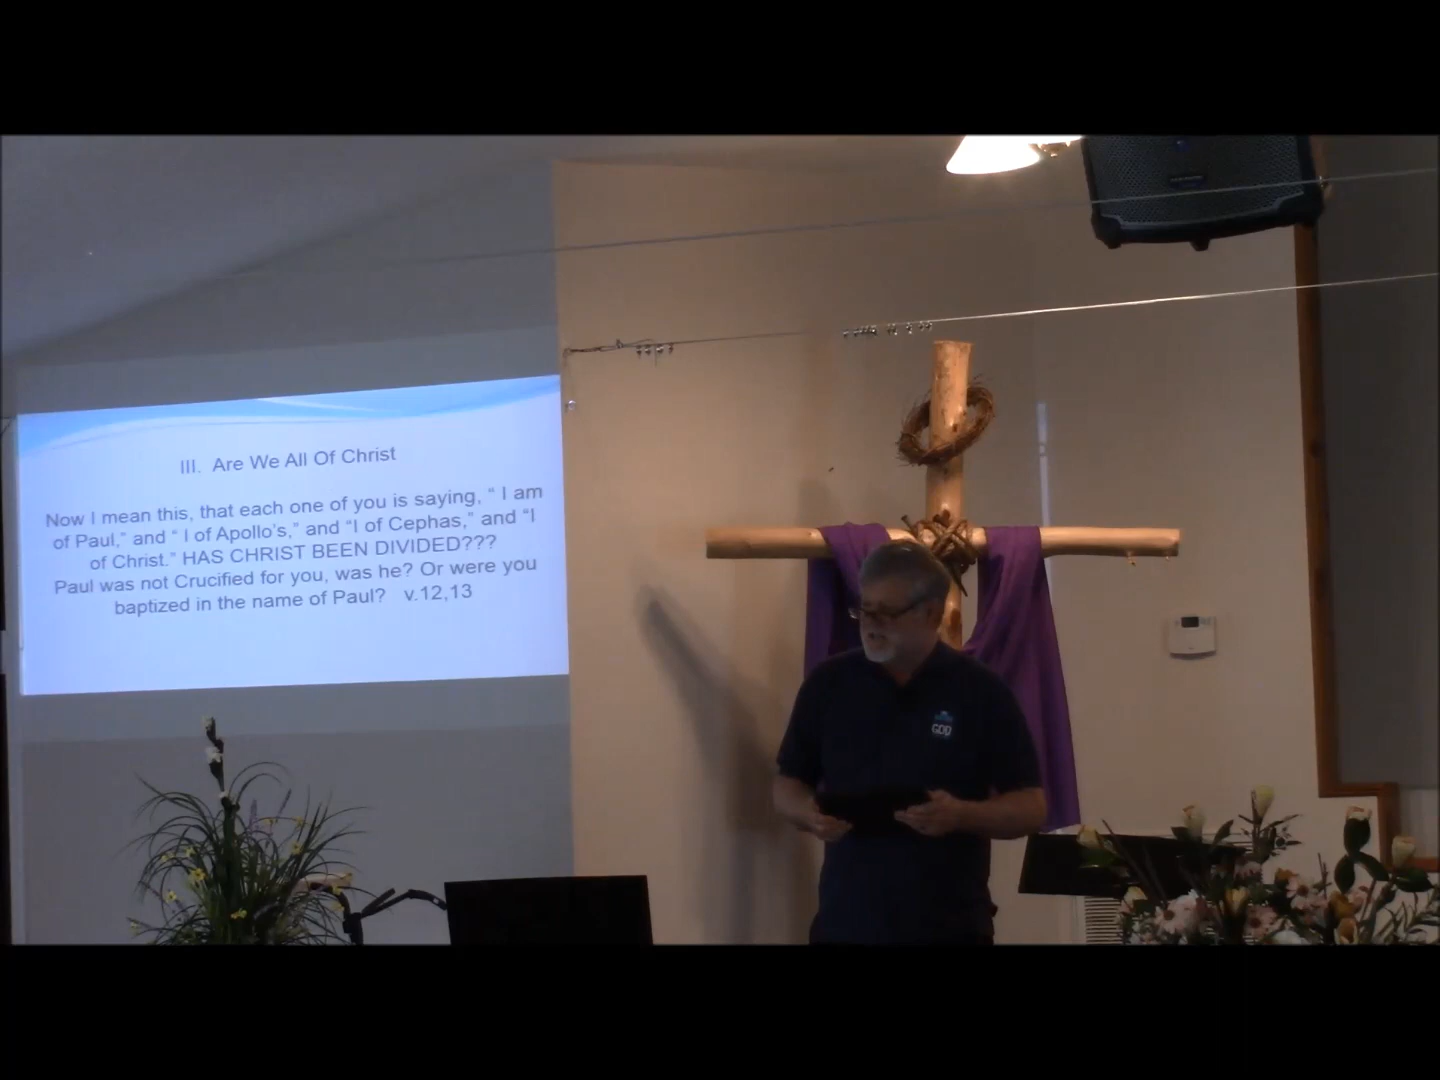 III. Are We All Of Christ
Now I mean this, that each one of you is saying, “ I am
of Paul,” and “ I of Apollo’s,” and “I of Cephas,” and “I
of Christ.” HAS CHRIST BEEN DIVIDED???
Paul was not Crucified for you, was he? Or were you
baptized in the name of Paul? v.12,13
GOD